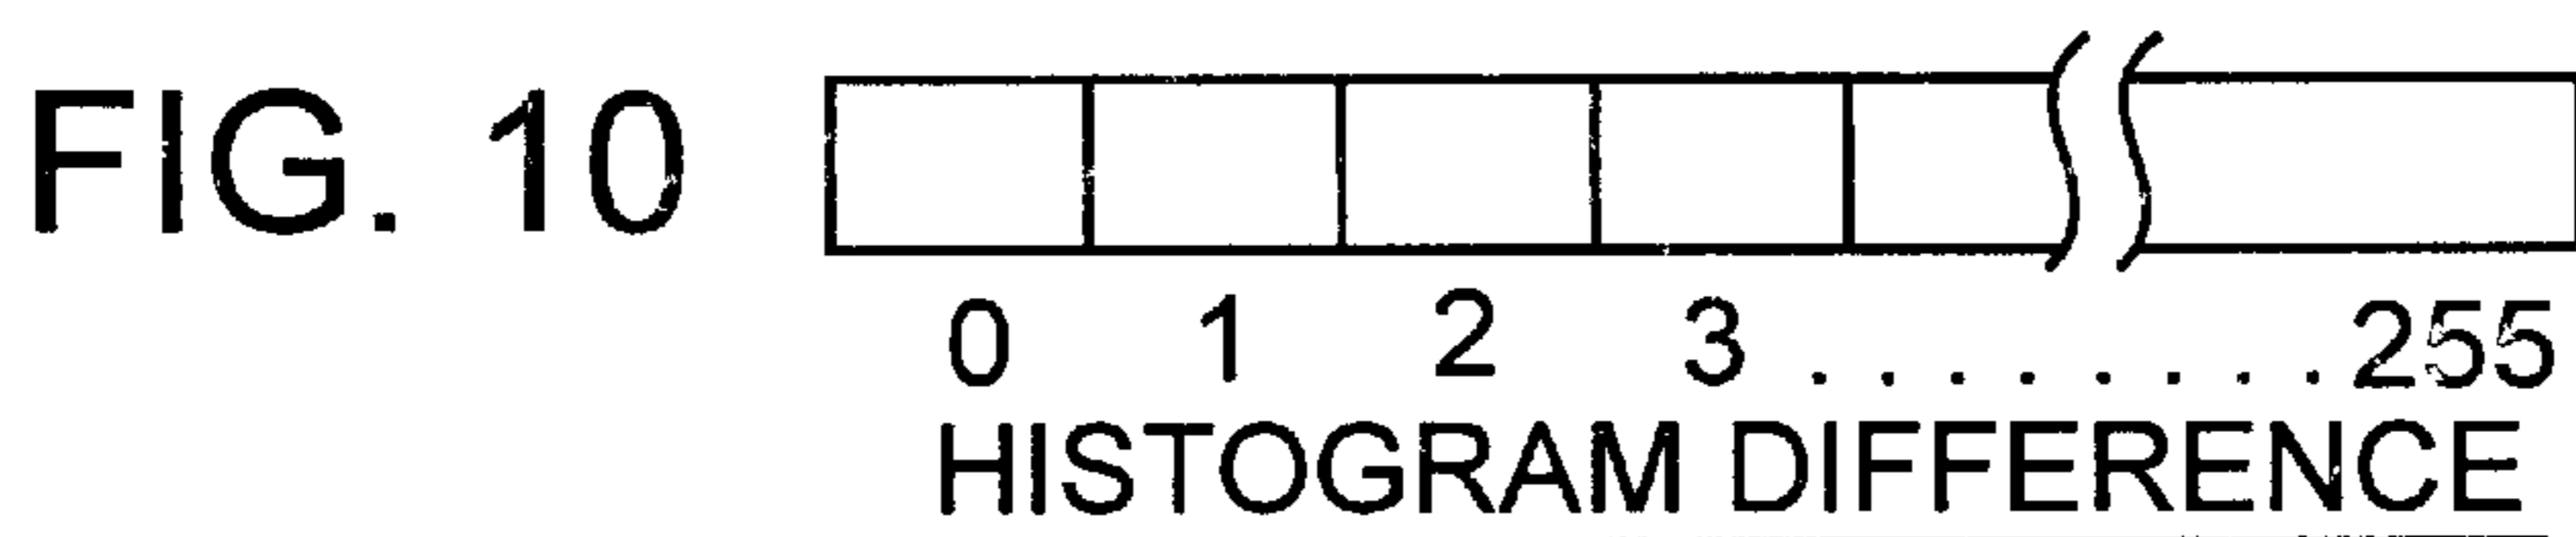 FIG. 10
0 1 2 3 . . . . . . . . 255
HISTOGRAM DIFFERENCE